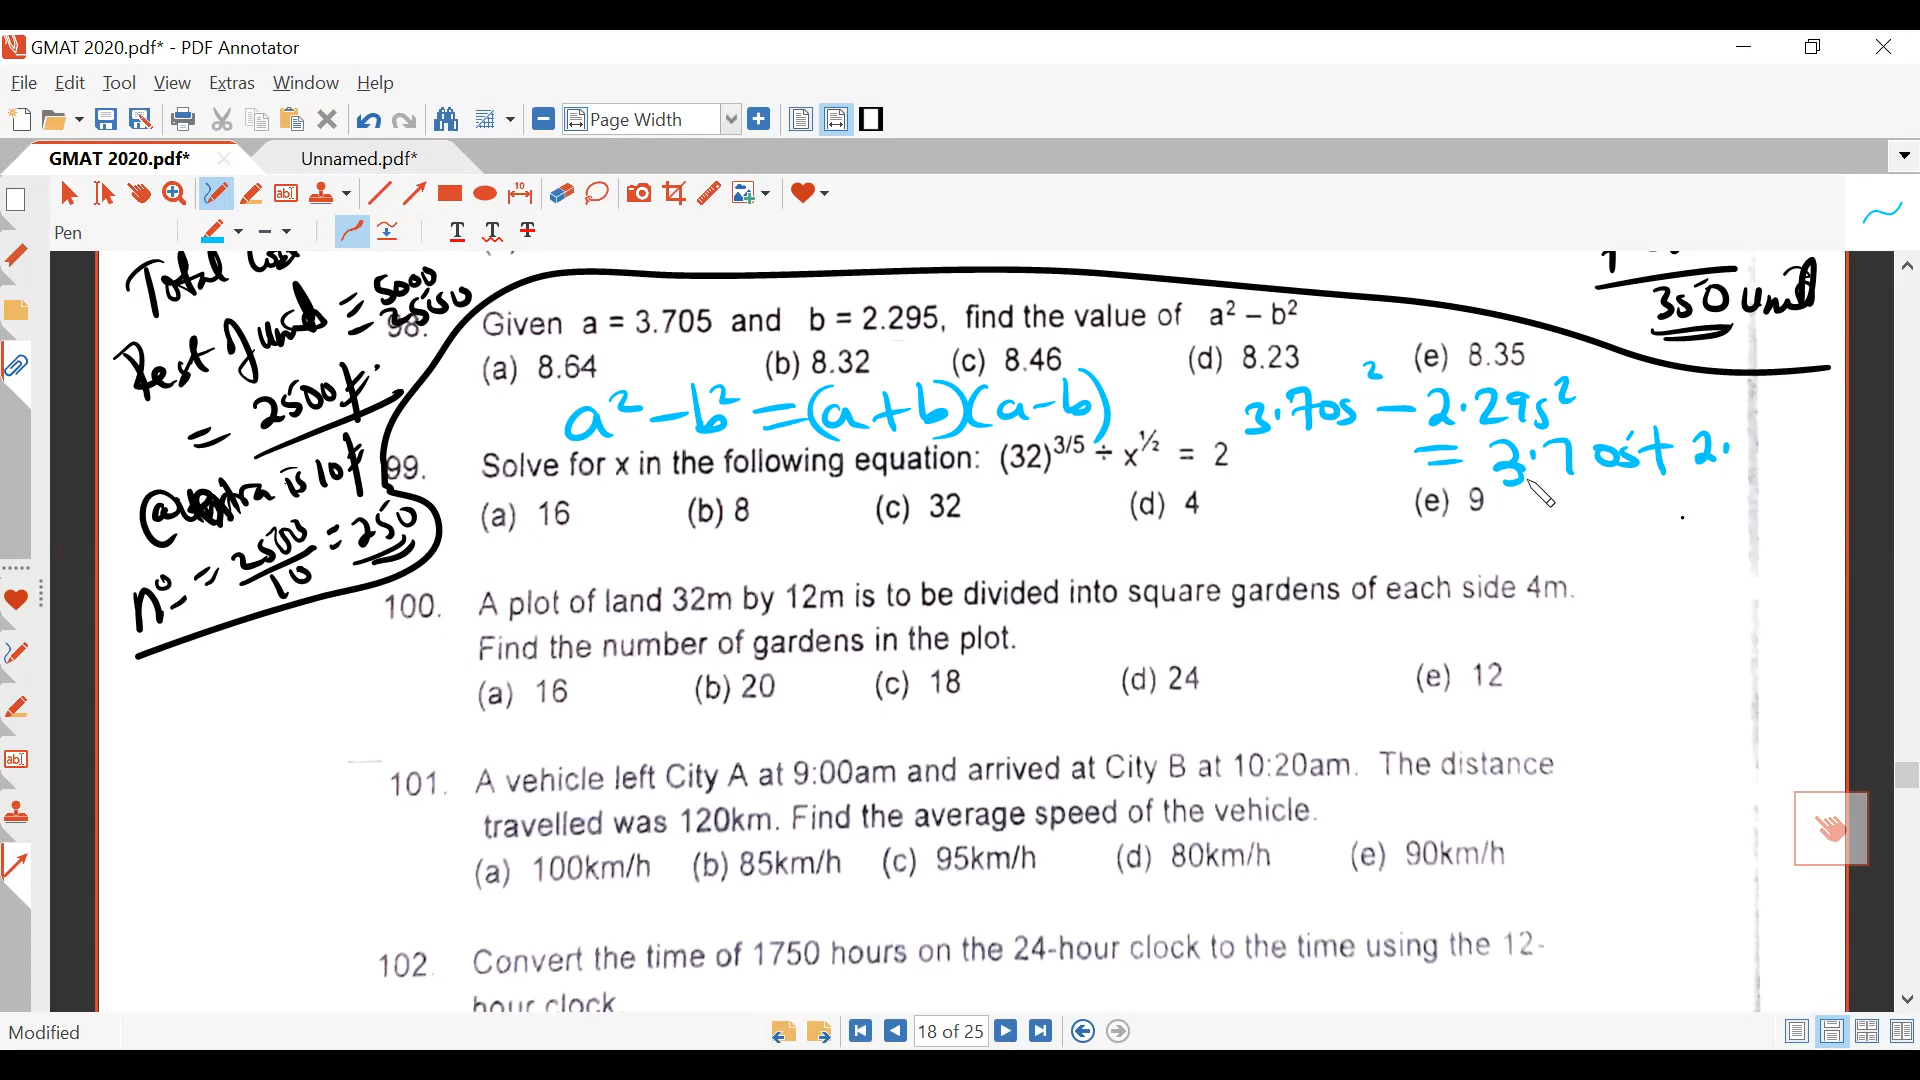 GMAT 2020.pdf* - PDF Annotator
File Edit Tool View Extras Window Help
Page Width
GMAT 2020.pdf* Unnamed.pdf*
Pen
Total
Rest of units = 5000
= 2550
= 2500
extra is 10
nº = 2500/10 = 250
350 units
98. Given a = 3.705 and b = 2.295, find the value of a² – b²
(a) 8.64 (b) 8.32 (c) 8.46 (d) 8.23 (e) 8.35
a² - b² = (a+b)(a-b)
3.705² - 2.295²
= 3.705 + 2.
99. Solve for x in the following equation: (32)^3/5 ÷ x^½ = 2
(a) 16 (b) 8 (c) 32 (d) 4 (e) 9
100. A plot of land 32m by 12m is to be divided into square gardens of each side 4m.
Find the number of gardens in the plot.
(a) 16 (b) 20 (c) 18 (d) 24 (e) 12
101. A vehicle left City A at 9:00am and arrived at City B at 10:20am. The distance
travelled was 120km. Find the average speed of the vehicle.
(a) 100km/h (b) 85km/h (c) 95km/h (d) 80km/h (e) 90km/h
102. Convert the time of 1750 hours on the 24-hour clock to the time using the 12-
hour clock.
Modified
18 of 25